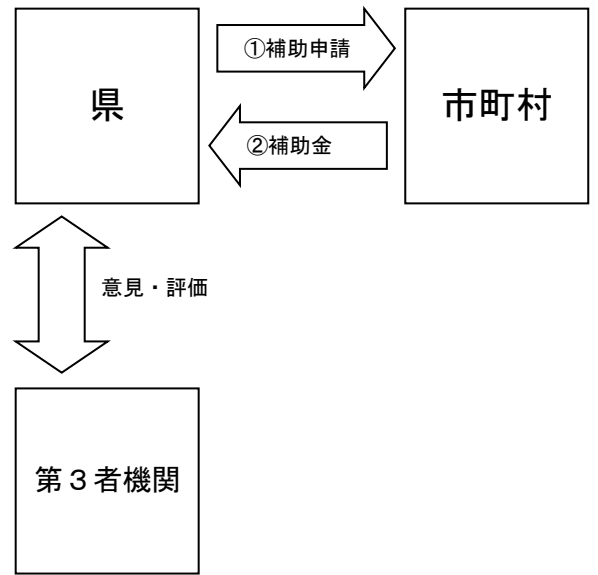 ①補助申請
県
市町村
②補助金
意見・評価
第３者機関